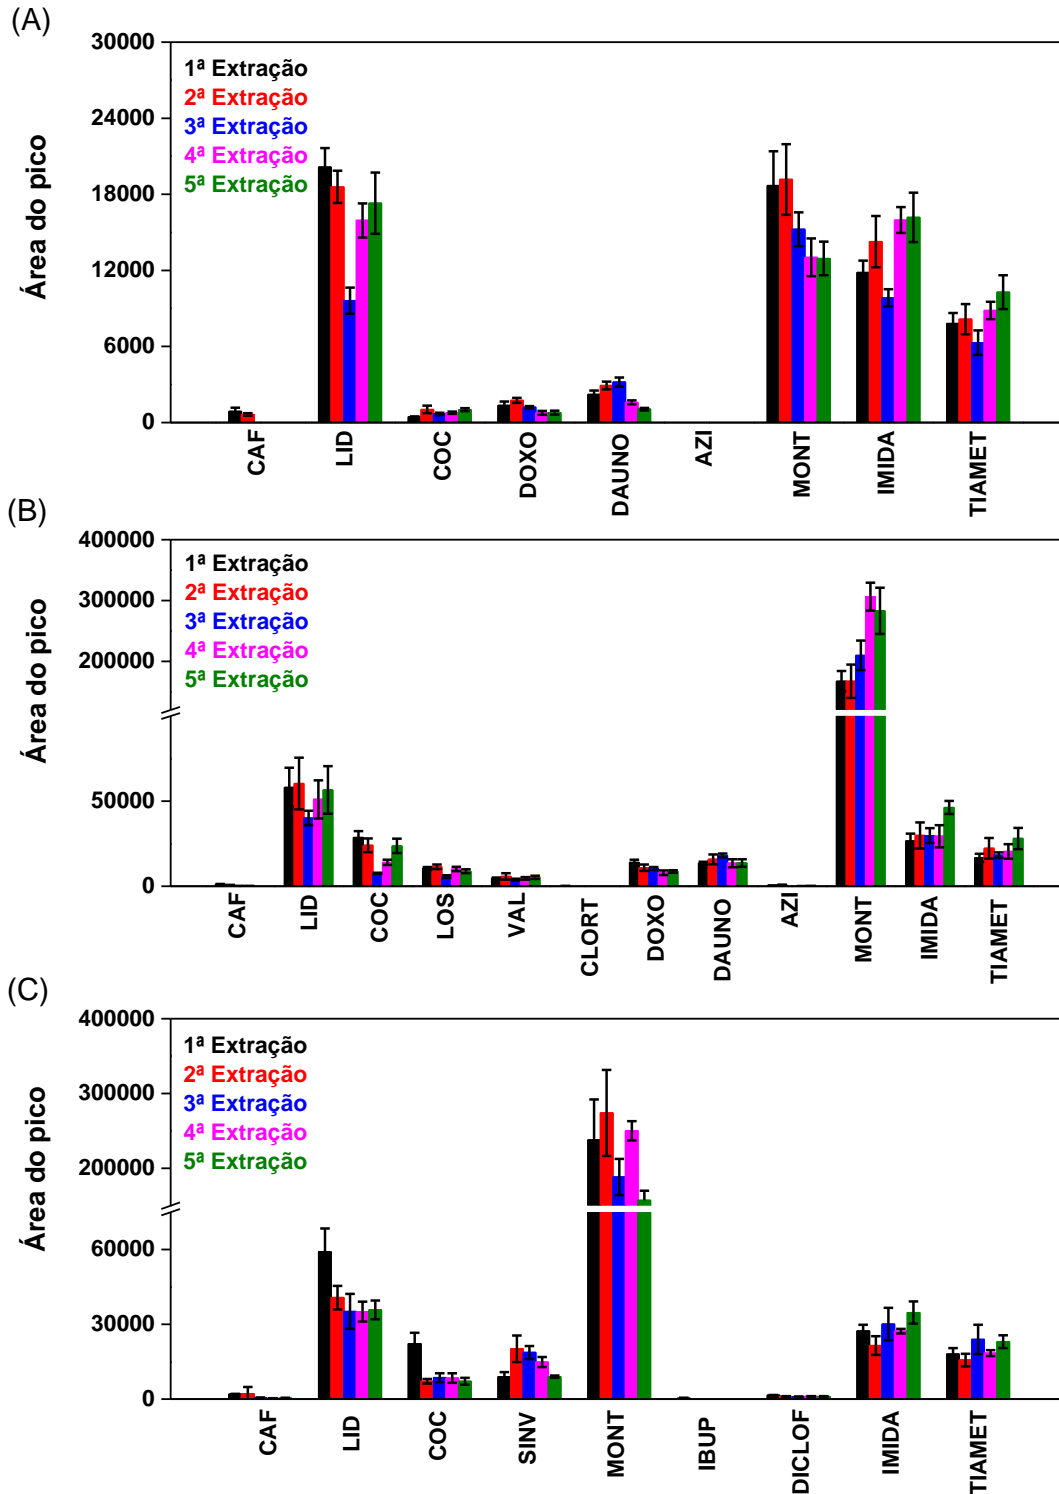 (A)
30000
24000
18000
12000
6000
0
Área do pico
1ª Extração
2ª Extração
3ª Extração
4ª Extração
5ª Extração
CAF LID COC DOXO DAUNO AZI MONT IMIDA TIAMET
(B)
400000
300000
200000
50000
0
Área do pico
1ª Extração
2ª Extração
3ª Extração
4ª Extração
5ª Extração
CAF LID COC LOS VAL CLORT DOXO DAUNO AZI MONT IMIDA TIAMET
(C)
400000
300000
200000
60000
30000
0
Área do pico
1ª Extração
2ª Extração
3ª Extração
4ª Extração
5ª Extração
CAF LID COC SINV MONT IBUP DICLOF IMIDA TIAMET